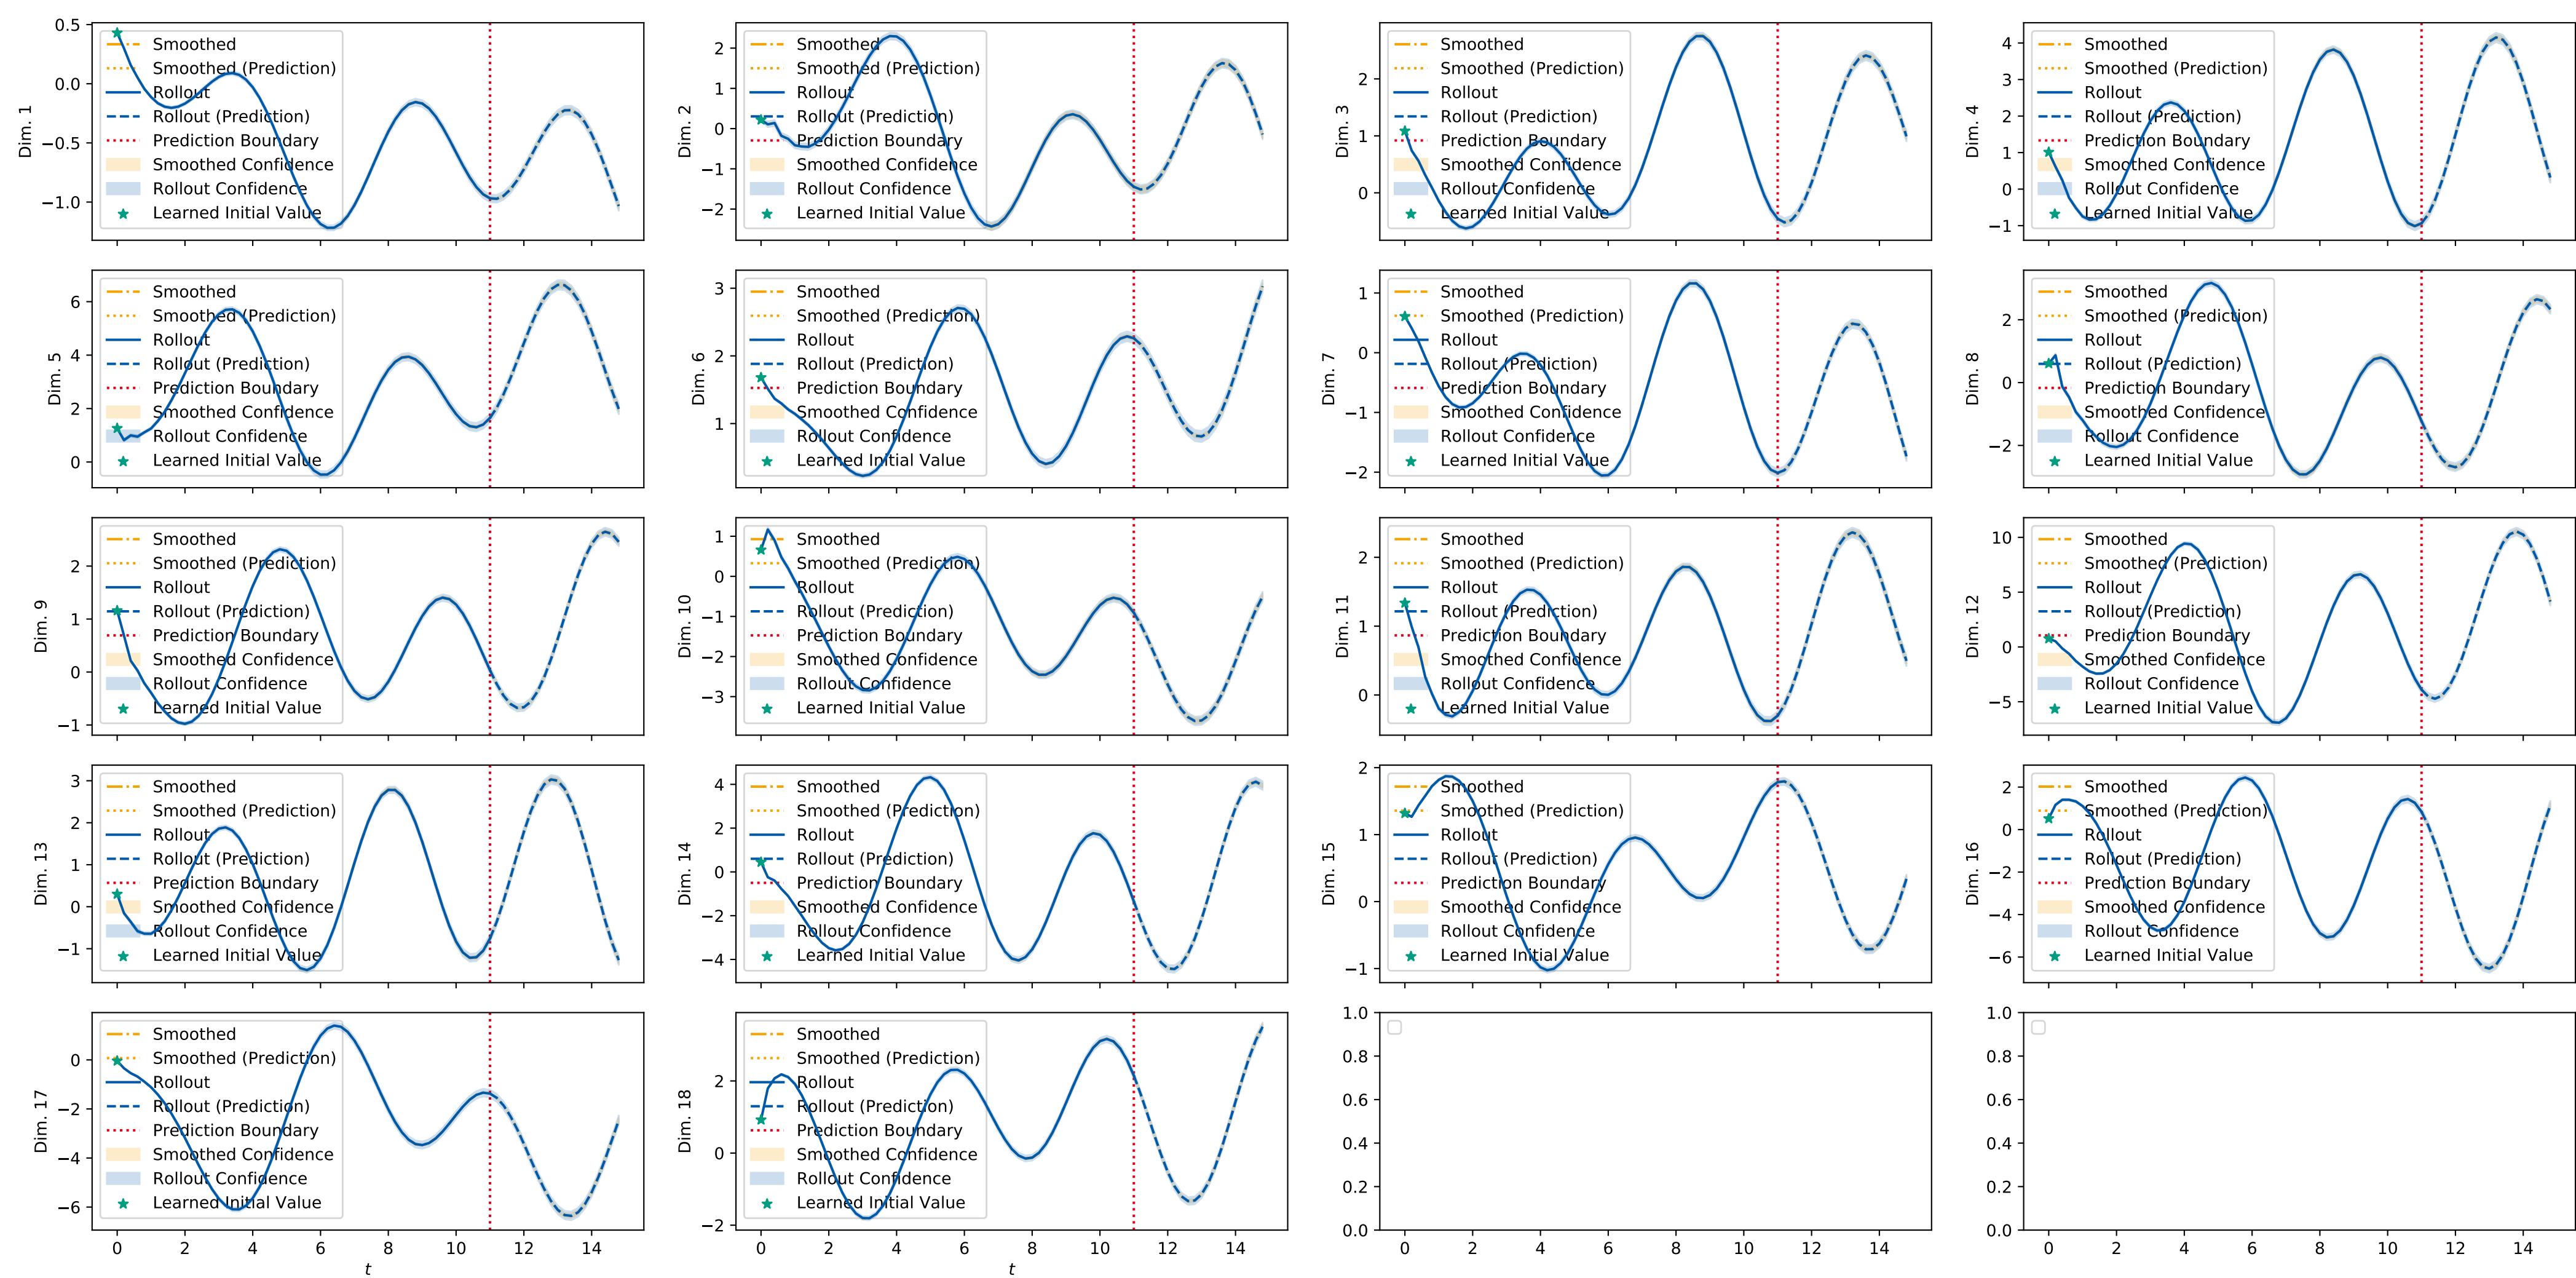 Dim. 1
0.5
0.0
−0.5
−1.0
Smoothed
Smoothed (Prediction)
Rollout
Rollout (Prediction)
Prediction Boundary
Smoothed Confidence
Rollout Confidence
Learned Initial Value
Dim. 2
2
1
0
−1
−2
Smoothed
Smoothed (Prediction)
Rollout
Rollout (Prediction)
Prediction Boundary
Smoothed Confidence
Rollout Confidence
Learned Initial Value
Dim. 3
2
1
0
Smoothed
Smoothed (Prediction)
Rollout
Rollout (Prediction)
Prediction Boundary
Smoothed Confidence
Rollout Confidence
Learned Initial Value
Dim. 4
4
3
2
1
0
−1
Smoothed
Smoothed (Prediction)
Rollout
Rollout (Prediction)
Prediction Boundary
Smoothed Confidence
Rollout Confidence
Learned Initial Value
Dim. 5
6
4
2
0
Smoothed
Smoothed (Prediction)
Rollout
Rollout (Prediction)
Prediction Boundary
Smoothed Confidence
Rollout Confidence
Learned Initial Value
Dim. 6
3
2
1
Smoothed
Smoothed (Prediction)
Rollout
Rollout (Prediction)
Prediction Boundary
Smoothed Confidence
Rollout Confidence
Learned Initial Value
Dim. 7
1
0
−1
−2
Smoothed
Smoothed (Prediction)
Rollout
Rollout (Prediction)
Prediction Boundary
Smoothed Confidence
Rollout Confidence
Learned Initial Value
Dim. 8
2
0
−2
Smoothed
Smoothed (Prediction)
Rollout
Rollout (Prediction)
Prediction Boundary
Smoothed Confidence
Rollout Confidence
Learned Initial Value
Dim. 9
2
1
0
−1
Smoothed
Smoothed (Prediction)
Rollout
Rollout (Prediction)
Prediction Boundary
Smoothed Confidence
Rollout Confidence
Learned Initial Value
Dim. 10
1
0
−1
−2
−3
Smoothed
Smoothed (Prediction)
Rollout
Rollout (Prediction)
Prediction Boundary
Smoothed Confidence
Rollout Confidence
Learned Initial Value
Dim. 11
2
1
0
Smoothed
Smoothed (Prediction)
Rollout
Rollout (Prediction)
Prediction Boundary
Smoothed Confidence
Rollout Confidence
Learned Initial Value
Dim. 12
10
5
0
−5
Smoothed
Smoothed (Prediction)
Rollout
Rollout (Prediction)
Prediction Boundary
Smoothed Confidence
Rollout Confidence
Learned Initial Value
Dim. 13
3
2
1
0
−1
Smoothed
Smoothed (Prediction)
Rollout
Rollout (Prediction)
Prediction Boundary
Smoothed Confidence
Rollout Confidence
Learned Initial Value
Dim. 14
4
2
0
−2
−4
Smoothed
Smoothed (Prediction)
Rollout
Rollout (Prediction)
Prediction Boundary
Smoothed Confidence
Rollout Confidence
Learned Initial Value
Dim. 15
2
1
0
−1
Smoothed
Smoothed (Prediction)
Rollout
Rollout (Prediction)
Prediction Boundary
Smoothed Confidence
Rollout Confidence
Learned Initial Value
Dim. 16
2
0
−2
−4
−6
Smoothed
Smoothed (Prediction)
Rollout
Rollout (Prediction)
Prediction Boundary
Smoothed Confidence
Rollout Confidence
Learned Initial Value
Dim. 17
0
−2
−4
−6
Smoothed
Smoothed (Prediction)
Rollout
Rollout (Prediction)
Prediction Boundary
Smoothed Confidence
Rollout Confidence
Learned Initial Value
0 2 4 6 8 10 12 14
t
Dim. 18
2
0
−2
Smoothed
Smoothed (Prediction)
Rollout
Rollout (Prediction)
Prediction Boundary
Smoothed Confidence
Rollout Confidence
Learned Initial Value
0 2 4 6 8 10 12 14
t
1.0
0.8
0.6
0.4
0.2
0.0
0 2 4 6 8 10 12 14
1.0
0.8
0.6
0.4
0.2
0.0
0 2 4 6 8 10 12 14